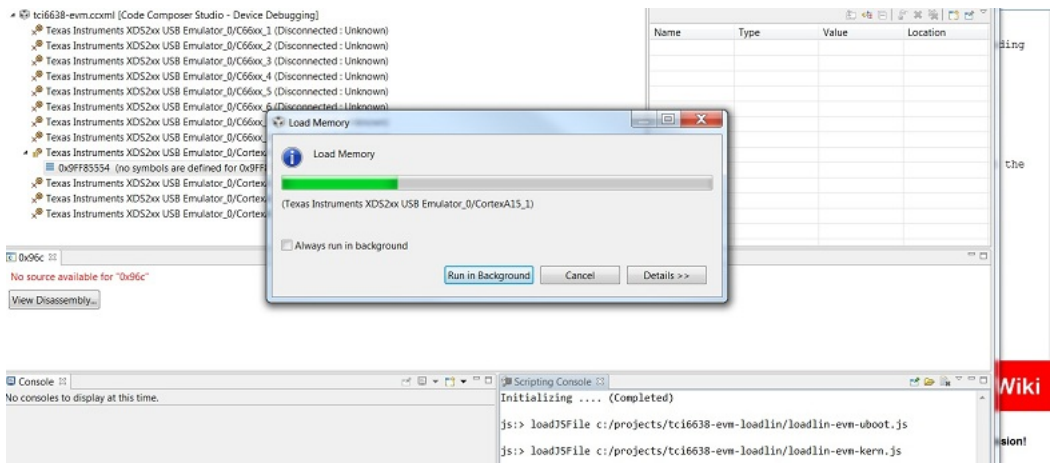 tci6638-evm.ccxml [Code Composer Studio - Device Debugging]
Texas Instruments XDS2xx USB Emulator_0/C66xx_1 (Disconnected : Unknown)
Texas Instruments XDS2xx USB Emulator_0/C66xx_2 (Disconnected : Unknown)
Texas Instruments XDS2xx USB Emulator_0/C66xx_3 (Disconnected : Unknown)
Texas Instruments XDS2xx USB Emulator_0/C66xx_4 (Disconnected : Unknown)
Texas Instruments XDS2xx USB Emulator_0/C66xx_5 (Disconnected : Unknown)
Texas Instruments XDS2xx USB Emulator_0/C66xx_6 (Disconnected : Unknown)
Texas Instruments XDS2xx USB Emulator_0/C66xx_
Texas Instruments XDS2xx USB Emulator_0/C66xx_
Texas Instruments XDS2xx USB Emulator_0/Cortex
0x9FF85554 (no symbols are defined for 0x9FF
Texas Instruments XDS2xx USB Emulator_0/Cortex
Texas Instruments XDS2xx USB Emulator_0/Cortex
Texas Instruments XDS2xx USB Emulator_0/Cortex
Name Type Value Location
ding
the
Load Memory
Load Memory
(Texas Instruments XDS2xx USB Emulator_0/CortexA15_1)
Always run in background
Run in Background Cancel Details >>
0x96c
No source available for "0x96c"
View Disassembly...
Console
No consoles to display at this time.
Scripting Console
Initializing .... (Completed)
js:> loadJSFile c:/projects/tci6638-evm-loadlin/loadlin-evm-uboot.js
js:> loadJSFile c:/projects/tci6638-evm-loadlin/loadlin-evm-kern.js
Wiki
sion!